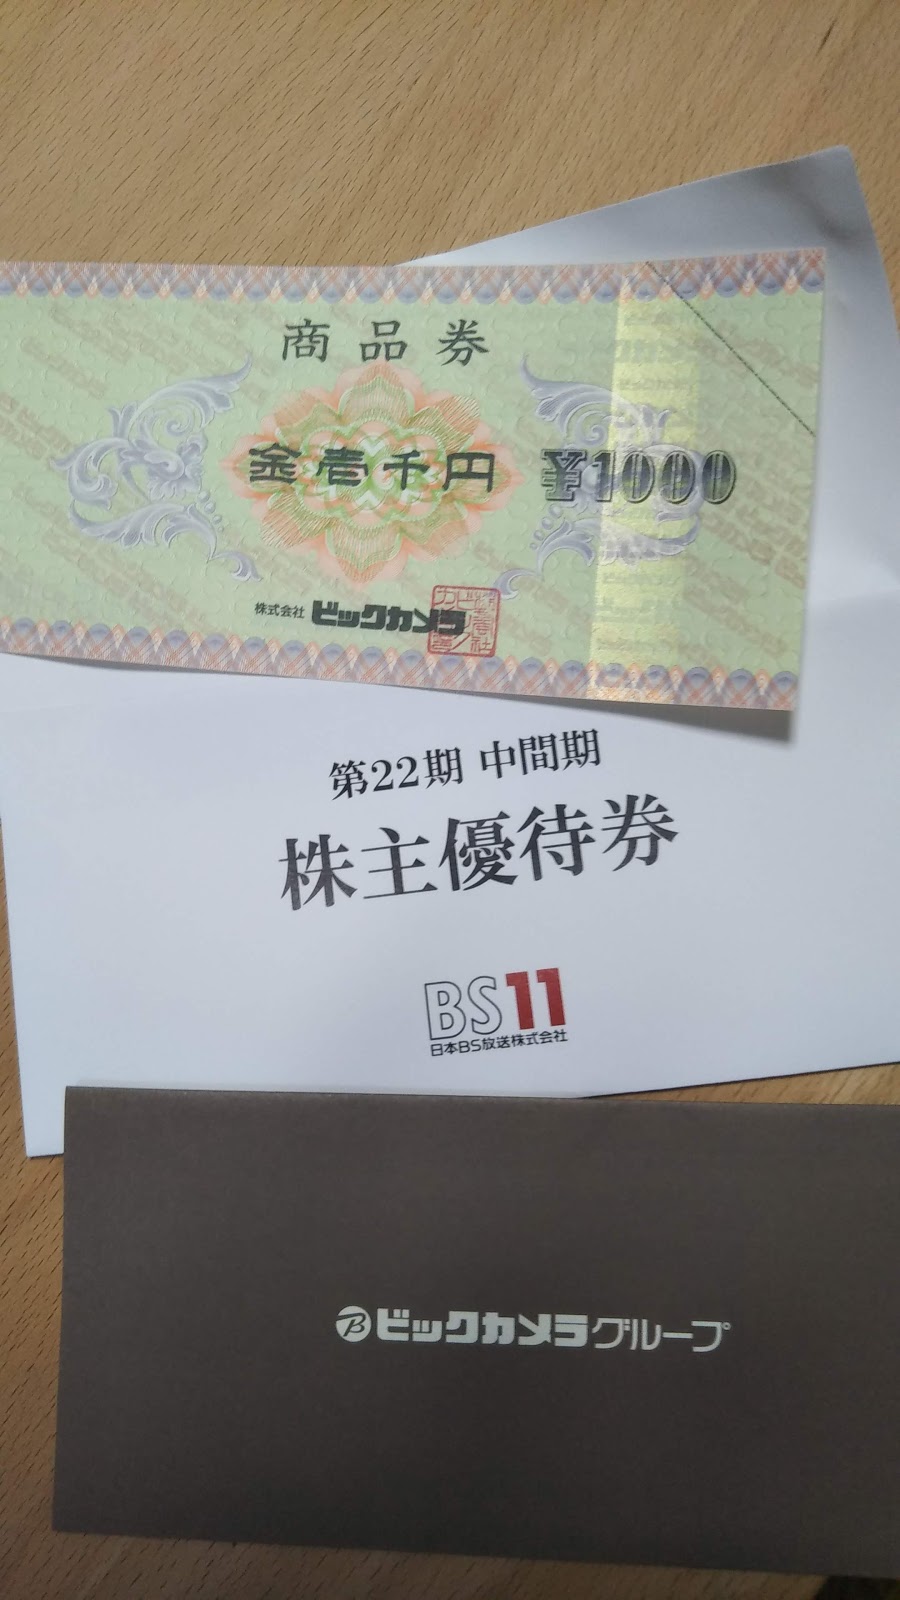 商品券
金壱千円 ¥1000
株式会社 ビックカメラ
第22期 中間期
株主優待券
BS11
日本BS放送株式会社
ビックカメラグループ